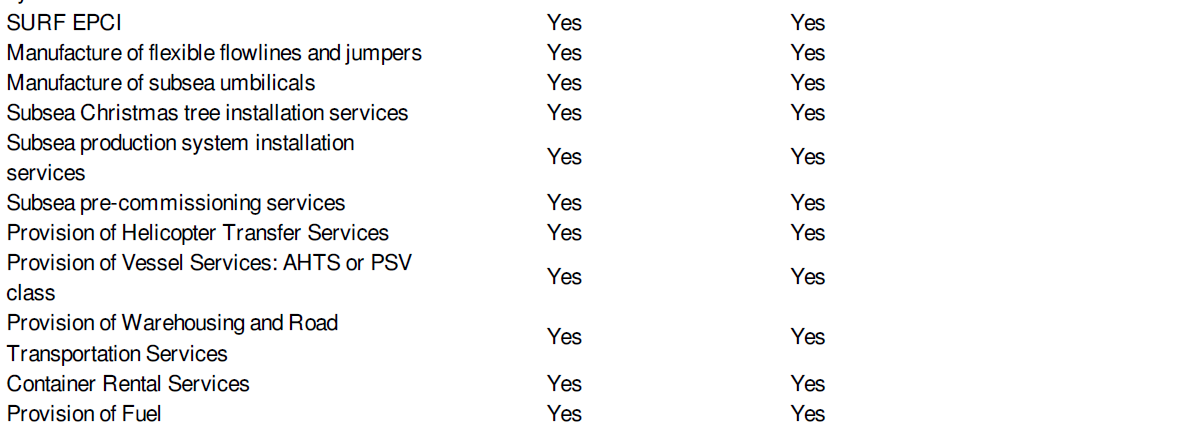 SURF EPCI Yes Yes
Manufacture of flexible flowlines and jumpers Yes Yes
Manufacture of subsea umbilicals Yes Yes
Subsea Christmas tree installation services Yes Yes
Subsea production system installation
services Yes Yes
Subsea pre-commissioning services Yes Yes
Provision of Helicopter Transfer Services Yes Yes
Provision of Vessel Services: AHTS or PSV
class Yes Yes
Provision of Warehousing and Road
Transportation Services Yes Yes
Container Rental Services Yes Yes
Provision of Fuel Yes Yes